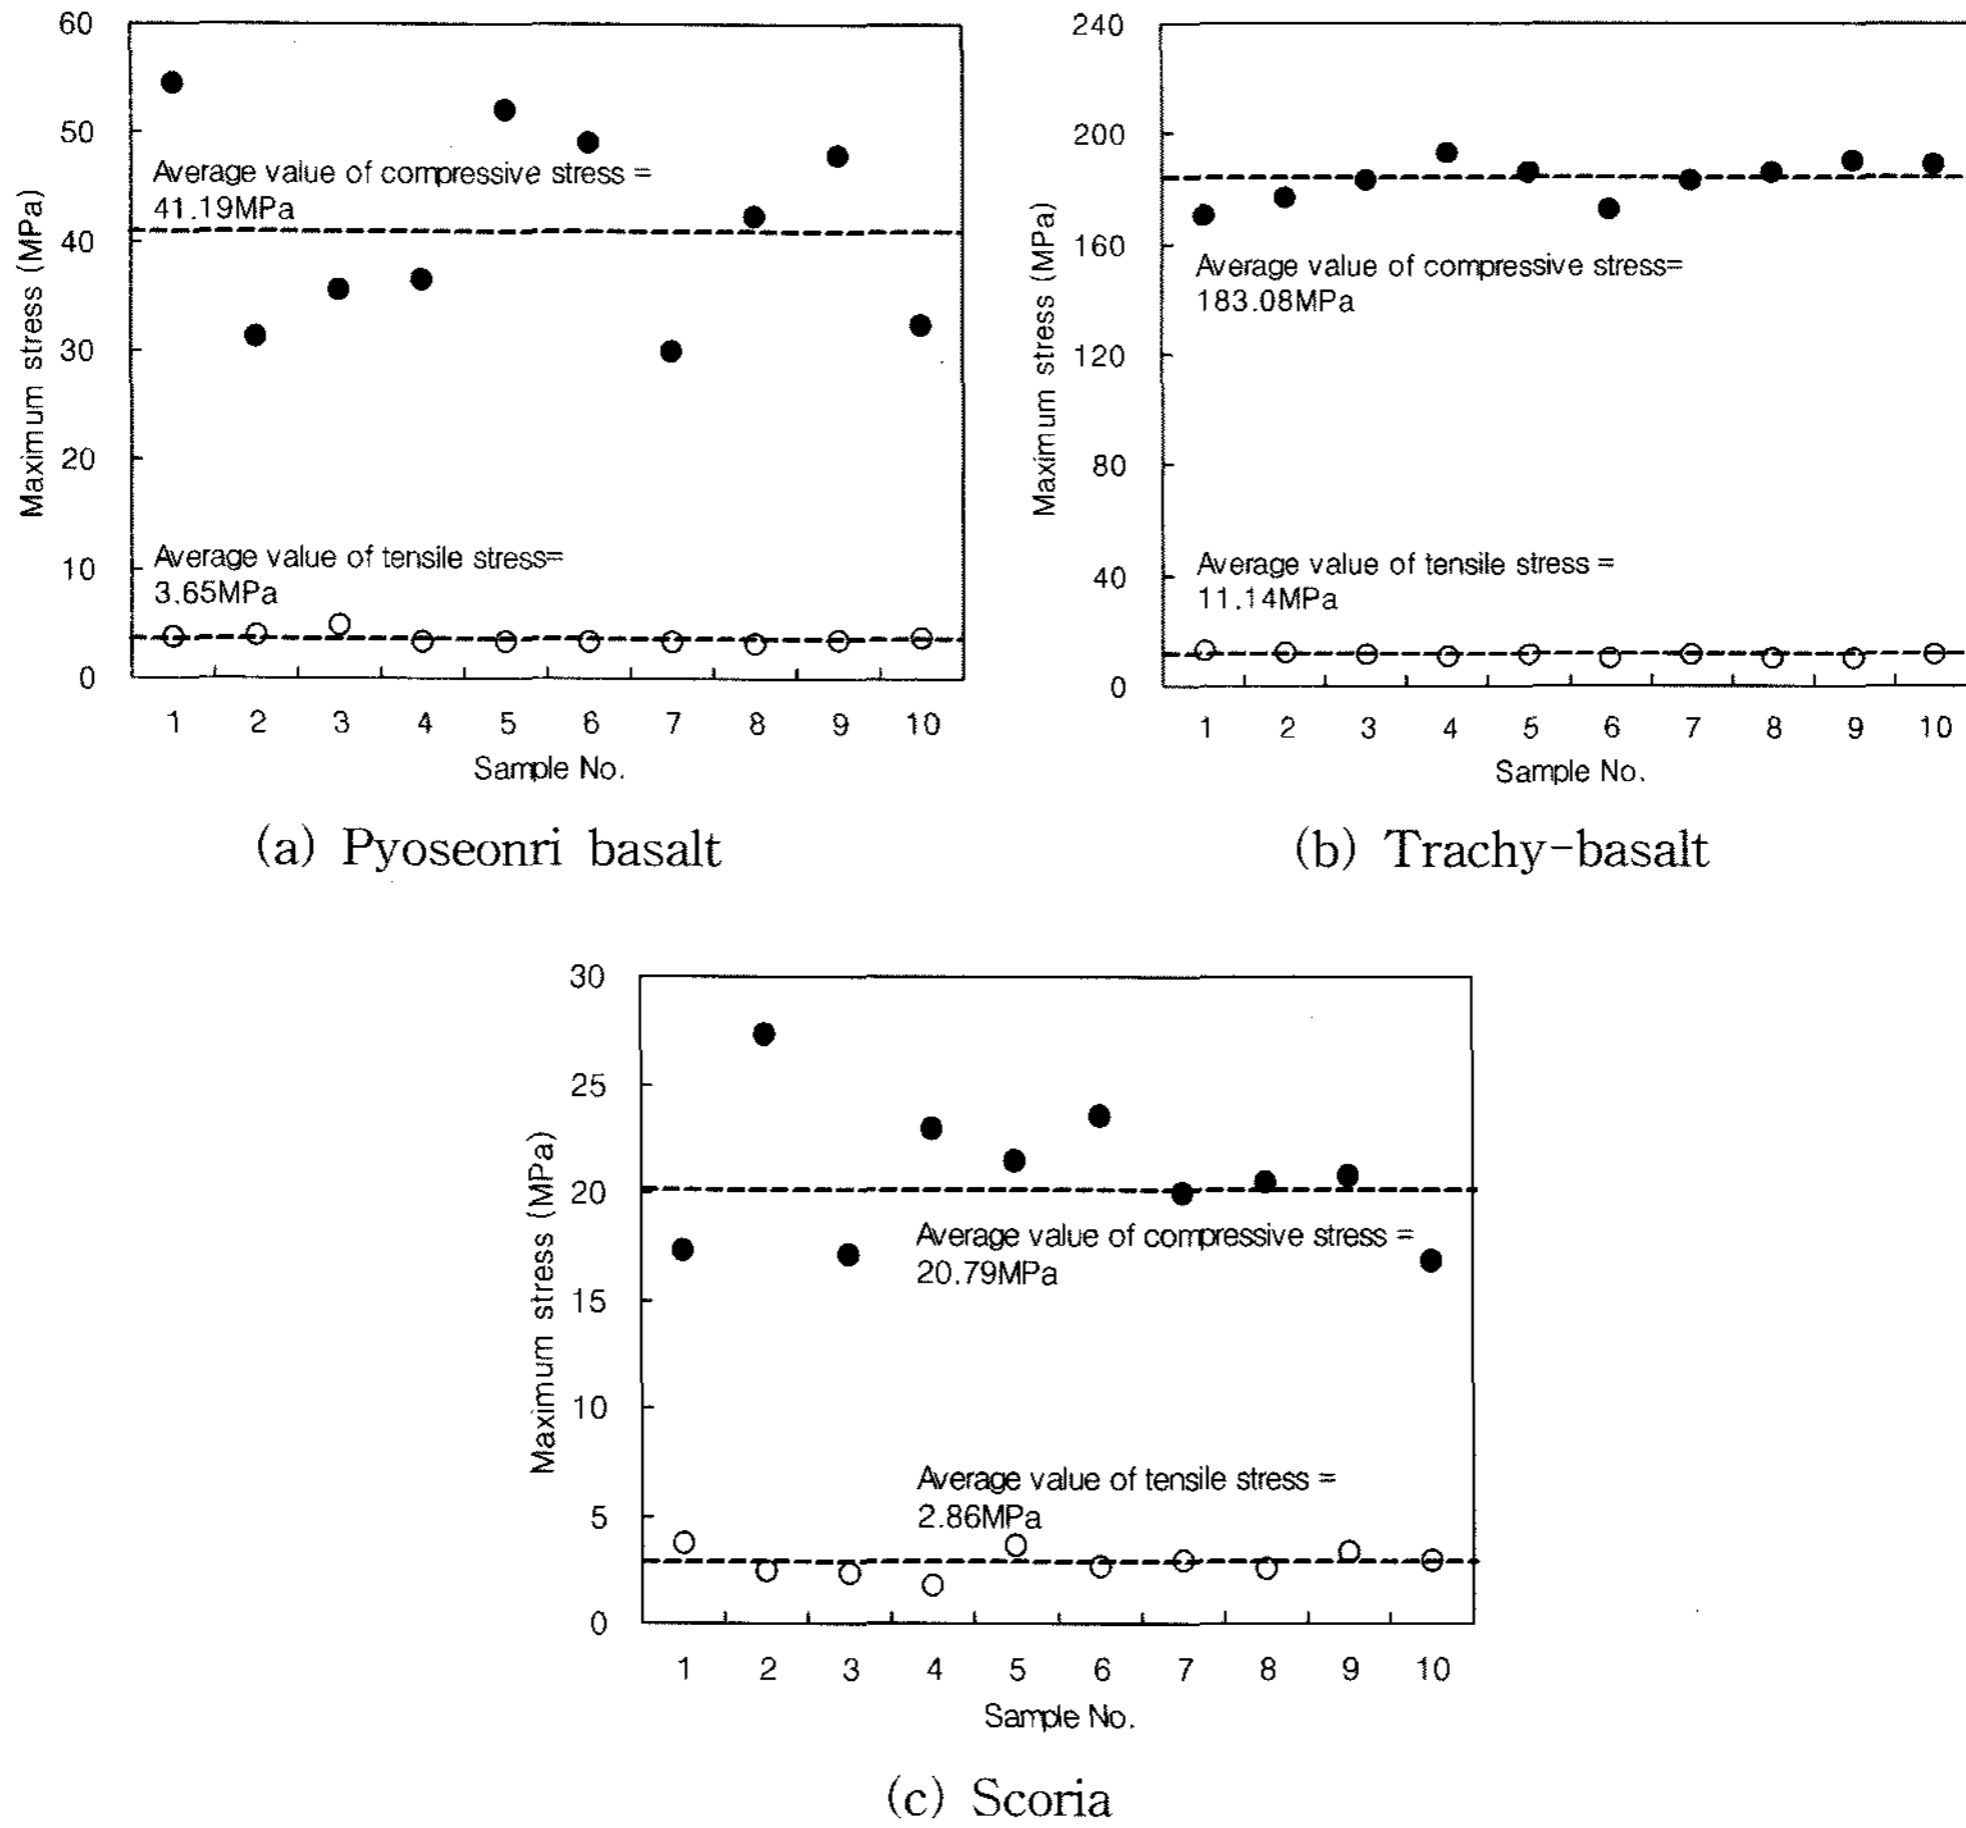 60
50
40
30
20
10
0
Maximum stress (MPa)
Average value of compressive stress =
41.19MPa
Average value of tensile stress=
3.65MPa
1 2 3 4 5 6 7 8 9 10
Sample No.
(a) Pyoseonri basalt
240
200
160
120
80
40
0
Maximum stress (MPa)
Average value of compressive stress=
183.08MPa
Average value of tensile stress =
11.14MPa
1 2 3 4 5 6 7 8 9 10
Sample No.
(b) Trachy-basalt
30
25
20
15
10
5
0
Maximum stress (MPa)
Average value of compressive stress =
20.79MPa
Average value of tensile stress =
2.86MPa
1 2 3 4 5 6 7 8 9 10
Sample No.
(c) Scoria